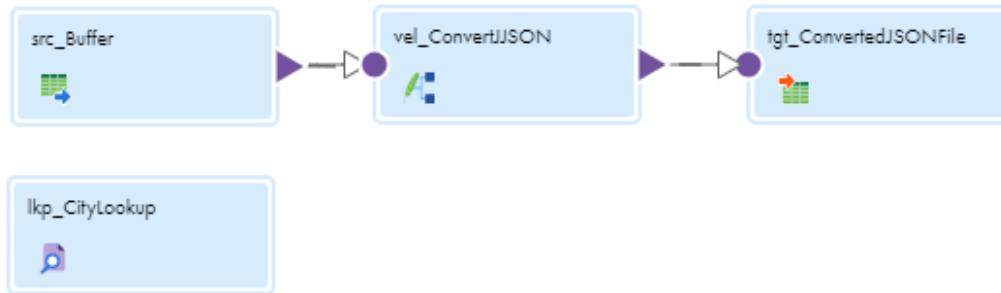 src_Buffer
vel_ConvertJJSON
tgt_ConvertedJSONFile
lkp_CityLookup